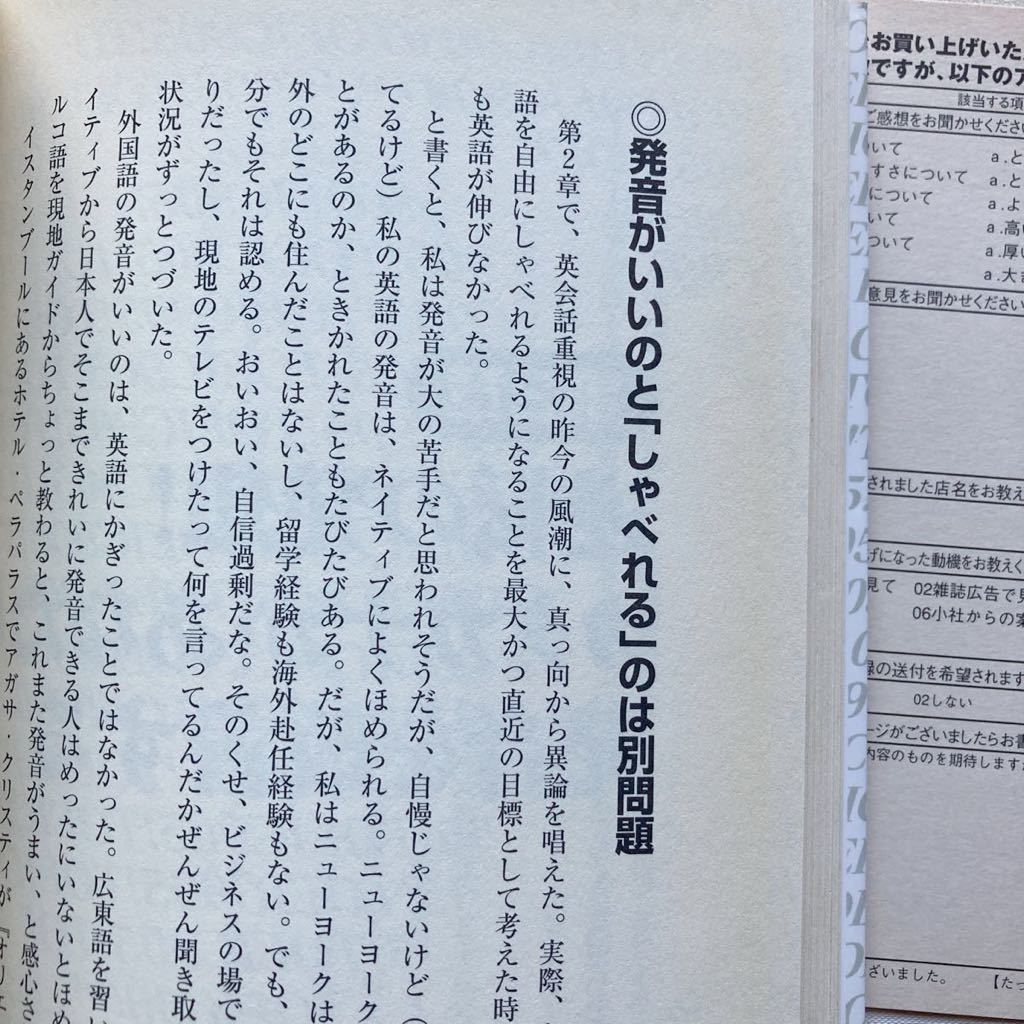 ◎発音がいいのと「しゃべれる」のは別問題
第2章で、英会話重視の昨今の風潮に、真っ向から異論を唱えた。実際、
語を自由にしゃべれるようになることを最大かつ直近の目標として考えた時
も英語が伸びなかった。
と書くと、私は発音が大の苦手だと思われそうだが、自慢じゃないけど（
てるけど）私の英語の発音は、ネイティブによくほめられる。ニューヨーク
とがあるのか、ときかれたこともたびたびある。だが、私はニューヨークは
外のどこにも住んだことはないし、留学経験も海外赴任経験もない。でも、
分でもそれは認める。おいおい、自信過剰だな。そのくせ、ビジネスの場で
りだったし、現地のテレビをつけたって何を言ってるんだかぜんぜん聞き取
状況がずっとつづいた。
外国語の発音がいいのは、英語にかぎったことではなかった。広東語を習い
イティブから日本人でそこまできれいに発音できる人はめったにいないとほめ
ルコ語を現地ガイドからちょっと教わると、これまた発音がうまい、と感心さ
イスタンブールにあるホテル・ペラパラスでアガサ・クリスティが『オリエ
お買い上げいた
ですが、以下のア
該当する項
ご感想をお聞かせくださ
いて a.と
すさについて a.と
について a.よ
いて a.高い
ついて a.厚い
a.大き
意見をお聞かせください
されました店名をお教え
げになった動機をお教えく
見て 02雑誌広告で見
06小社からの案
録の送付を希望されます
02しない
ージがございましたらお書
内容のものを期待します
ざいました。 【たっ